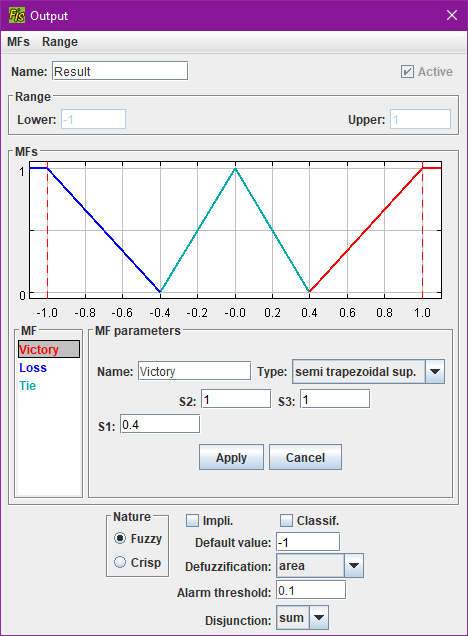 Fis Output
MFs Range
Name: Result Active
Range
Lower: -1 Upper: 1
MFs
1
0
-1.0 -0.8 -0.6 -0.4 -0.2 -0.0 0.2 0.4 0.6 0.8 1.0
MF
Victory
Loss
Tie
MF parameters
Name: Victory Type: semi trapezoidal sup.
S2: 1 S3: 1
S1: 0.4
Apply Cancel
Nature
Fuzzy
Crisp
Impli. Classif.
Default value: -1
Defuzzification: area
Alarm threshold: 0.1
Disjunction: sum